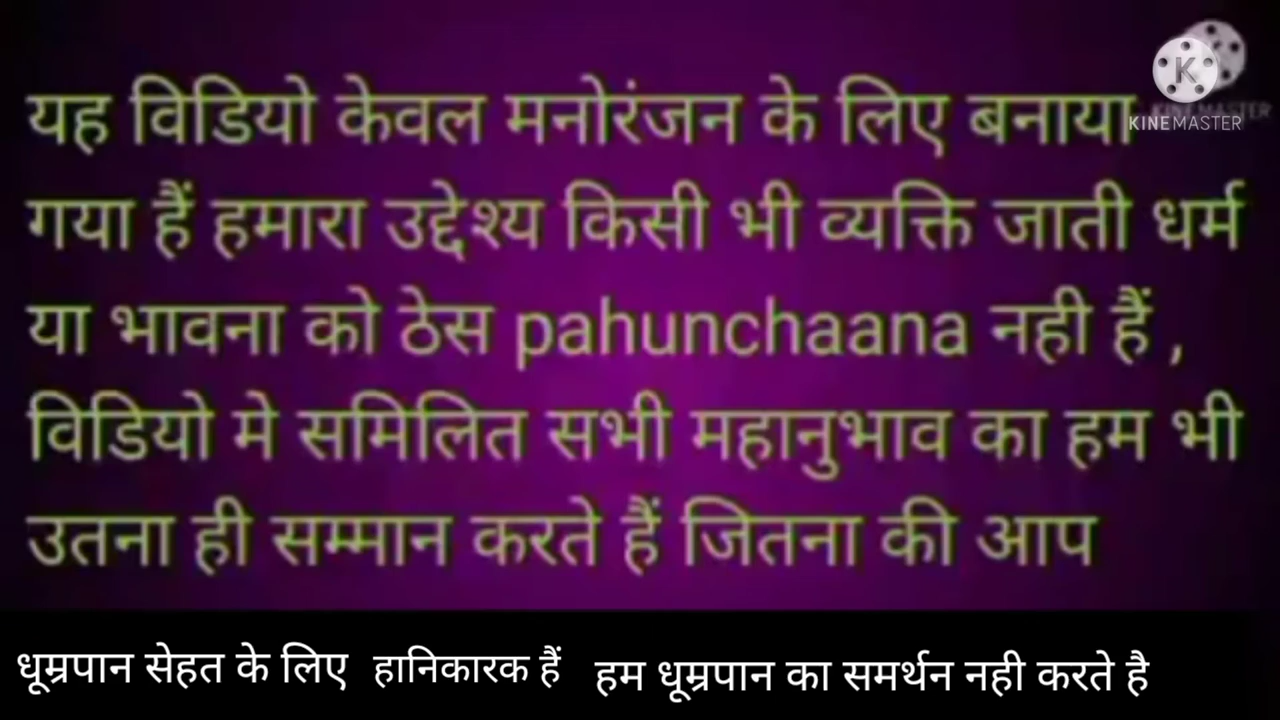 यह विडियो केवल मनोरंजन के लिए बनाया
गया हैं हमारा उद्देश्य किसी भी व्यक्ति जाती धर्म
या भावना को ठेस pahunchaana नही हैं ,
विडियो मे समिलित सभी महानुभाव का हम भी
उतना ही सम्मान करते हैं जितना की आप
धूम्रपान सेहत के लिए हानिकारक हैं हम धूम्रपान का समर्थन नही करते है
K
KINEMASTER
KINEMASTER